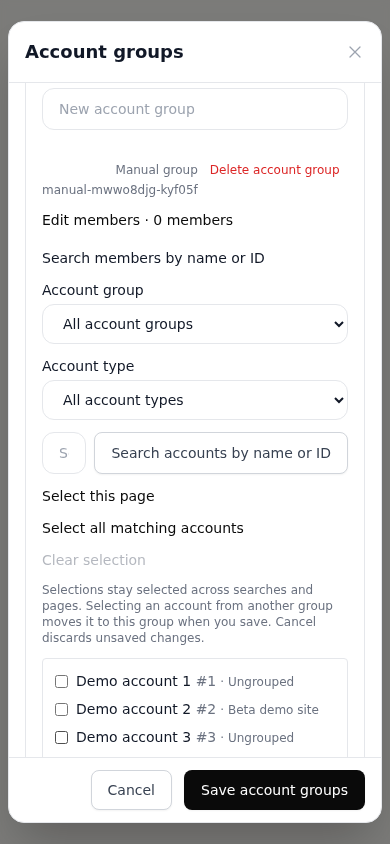 Account groups
New account group
Manual group Delete account group
manual-mwwo8djg-kyf05f
Edit members · 0 members
Search members by name or ID
Account group
All account groups
Account type
All account types
S Search accounts by name or ID
Select this page
Select all matching accounts
Clear selection
Selections stay selected across searches and
pages. Selecting an account from another group
moves it to this group when you save. Cancel
discards unsaved changes.
Demo account 1 #1 · Ungrouped
Demo account 2 #2 · Beta demo site
Demo account 3 #3 · Ungrouped
Cancel Save account groups